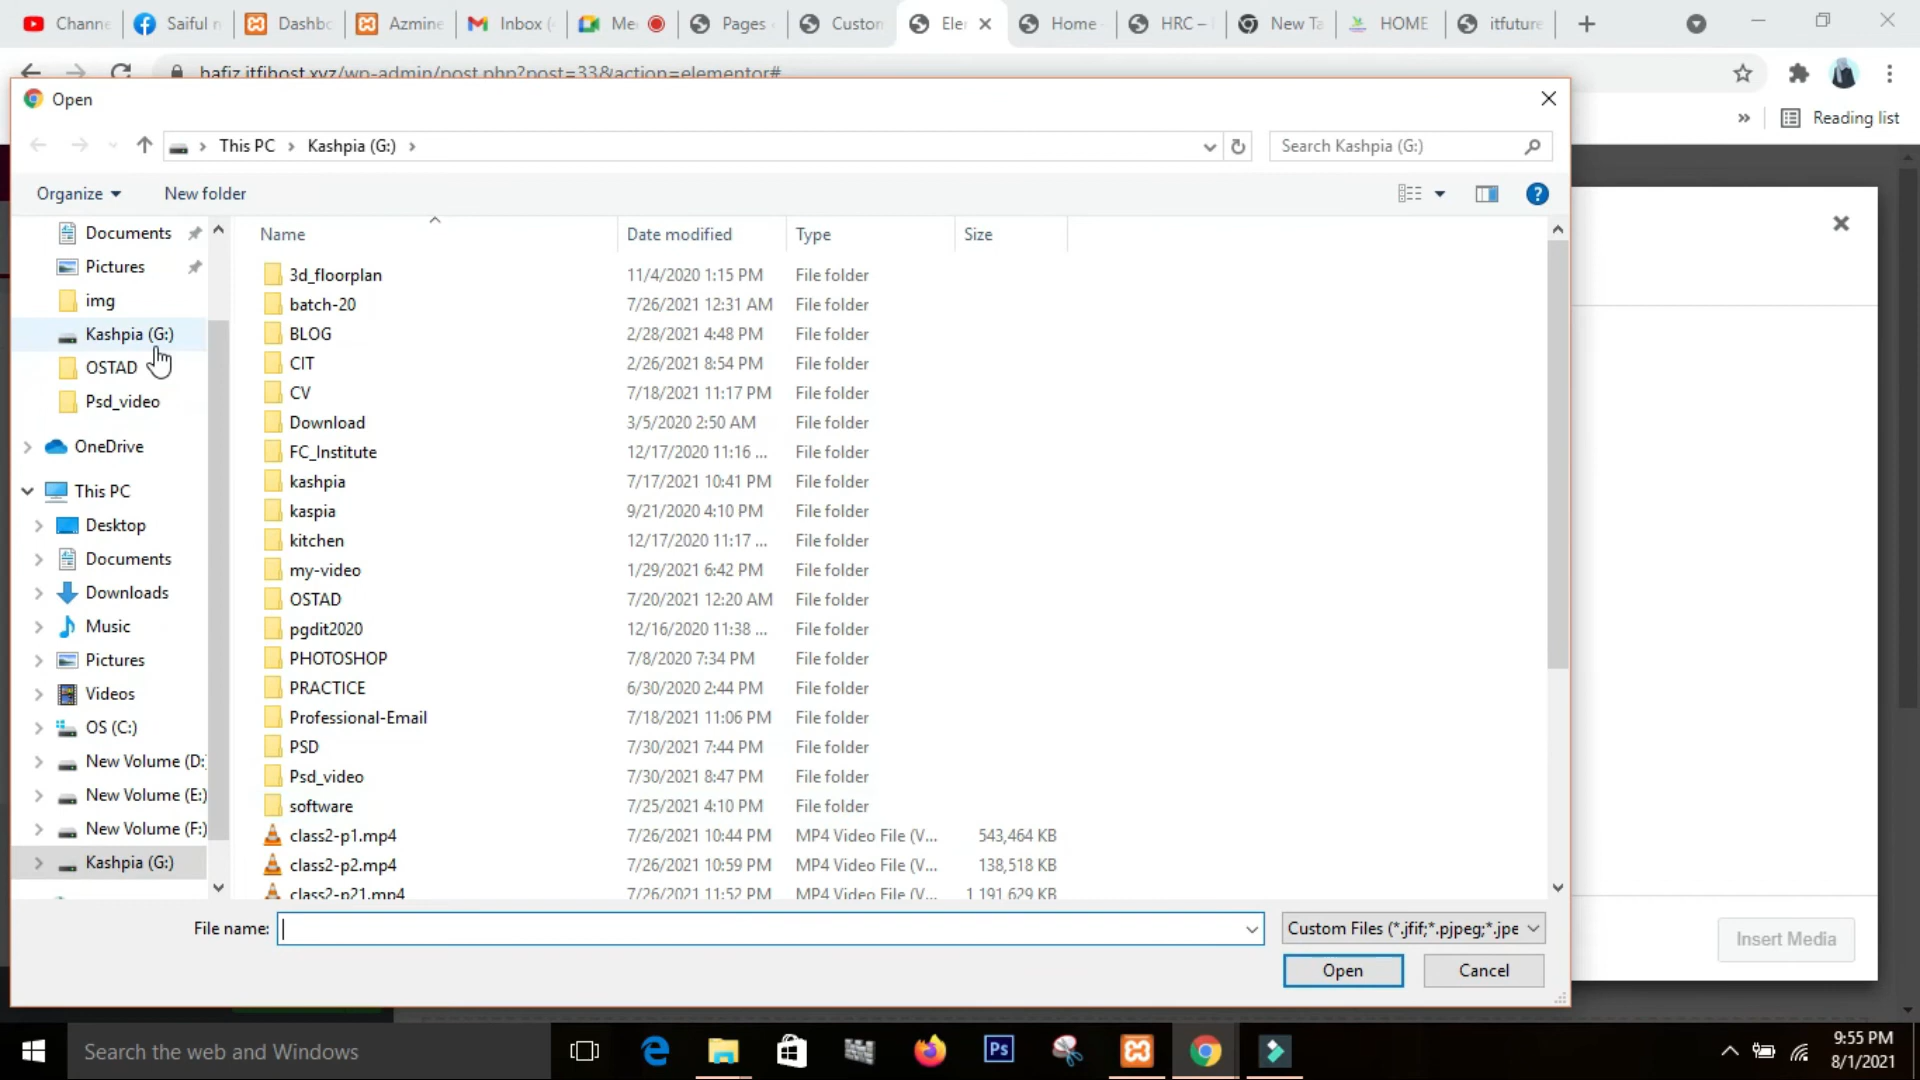 Channe
Saiful n
Dashb
Azmine
Inbox (
Me
Pages
Custon
Ele
Home
HRC –
New Ta
HOME
itfuture
hafiz.itfihost.xyz/wp-admin/post.php?post=33&action=elementor#
Reading list
Open
This PC
Kashpia (G:)
Search Kashpia (G:)
Organize
New folder
Documents
Pictures
img
Kashpia (G:)
OSTAD
Psd_video
OneDrive
This PC
Desktop
Documents
Downloads
Music
Pictures
Videos
OS (C:)
New Volume (D:
New Volume (E:)
New Volume (F:)
Kashpia (G:)
Name Date modified Type Size
3d_floorplan 11/4/2020 1:15 PM File folder
batch-20 7/26/2021 12:31 AM File folder
BLOG 2/28/2021 4:48 PM File folder
CIT 2/26/2021 8:54 PM File folder
CV 7/18/2021 11:17 PM File folder
Download 3/5/2020 2:50 AM File folder
FC_Institute 12/17/2020 11:16 ... File folder
kashpia 7/17/2021 10:41 PM File folder
kaspia 9/21/2020 4:10 PM File folder
kitchen 12/17/2020 11:17 ... File folder
my-video 1/29/2021 6:42 PM File folder
OSTAD 7/20/2021 12:20 AM File folder
pgdit2020 12/16/2020 11:38 ... File folder
PHOTOSHOP 7/8/2020 7:34 PM File folder
PRACTICE 6/30/2020 2:44 PM File folder
Professional-Email 7/18/2021 11:06 PM File folder
PSD 7/30/2021 7:44 PM File folder
Psd_video 7/30/2021 8:47 PM File folder
software 7/25/2021 4:10 PM File folder
class2-p1.mp4 7/26/2021 10:44 PM MP4 Video File (V... 543,464 KB
class2-p2.mp4 7/26/2021 10:59 PM MP4 Video File (V... 138,518 KB
class2-p21.mp4 7/26/2021 11:52 PM MP4 Video File (V... 1,191,629 KB
File name:
Custom Files (*.jfif;*.pjpeg;*.jpe
Open
Cancel
Insert Media
Search the web and Windows
Ps
9:55 PM
8/1/2021